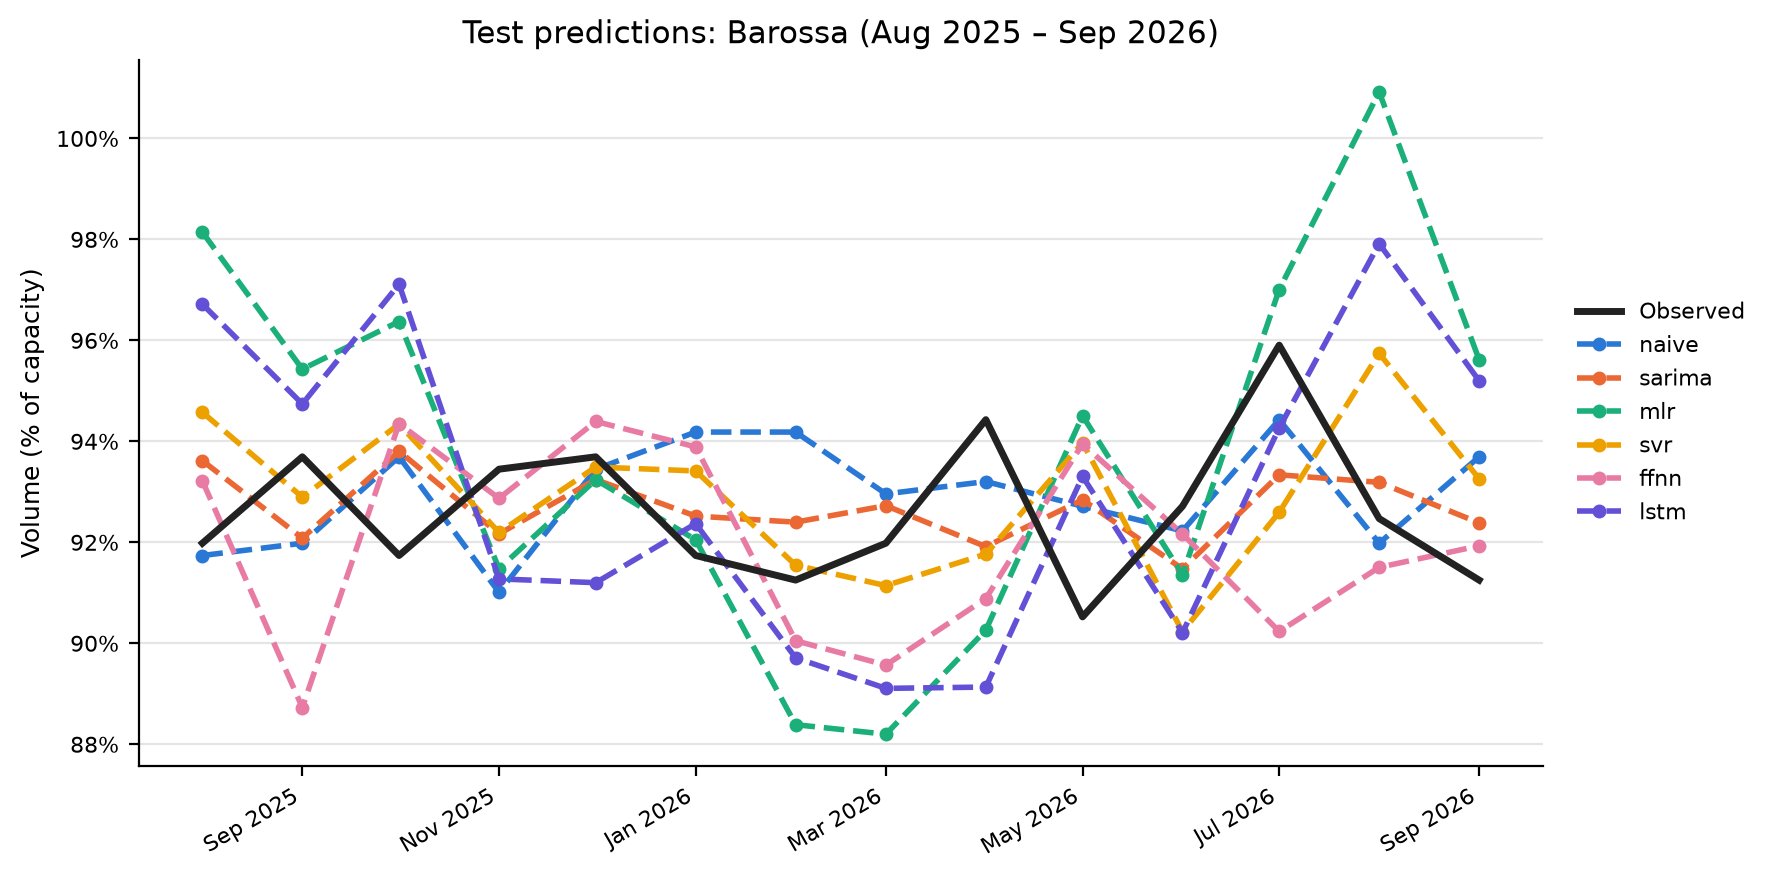 Test predictions: Barossa (Aug 2025 – Sep 2026)
Volume (% of capacity)
100%
98%
96%
94%
92%
90%
88%
Sep 2025
Nov 2025
Jan 2026
Mar 2026
May 2026
Jul 2026
Sep 2026
Observed
naive
sarima
mlr
svr
ffnn
lstm